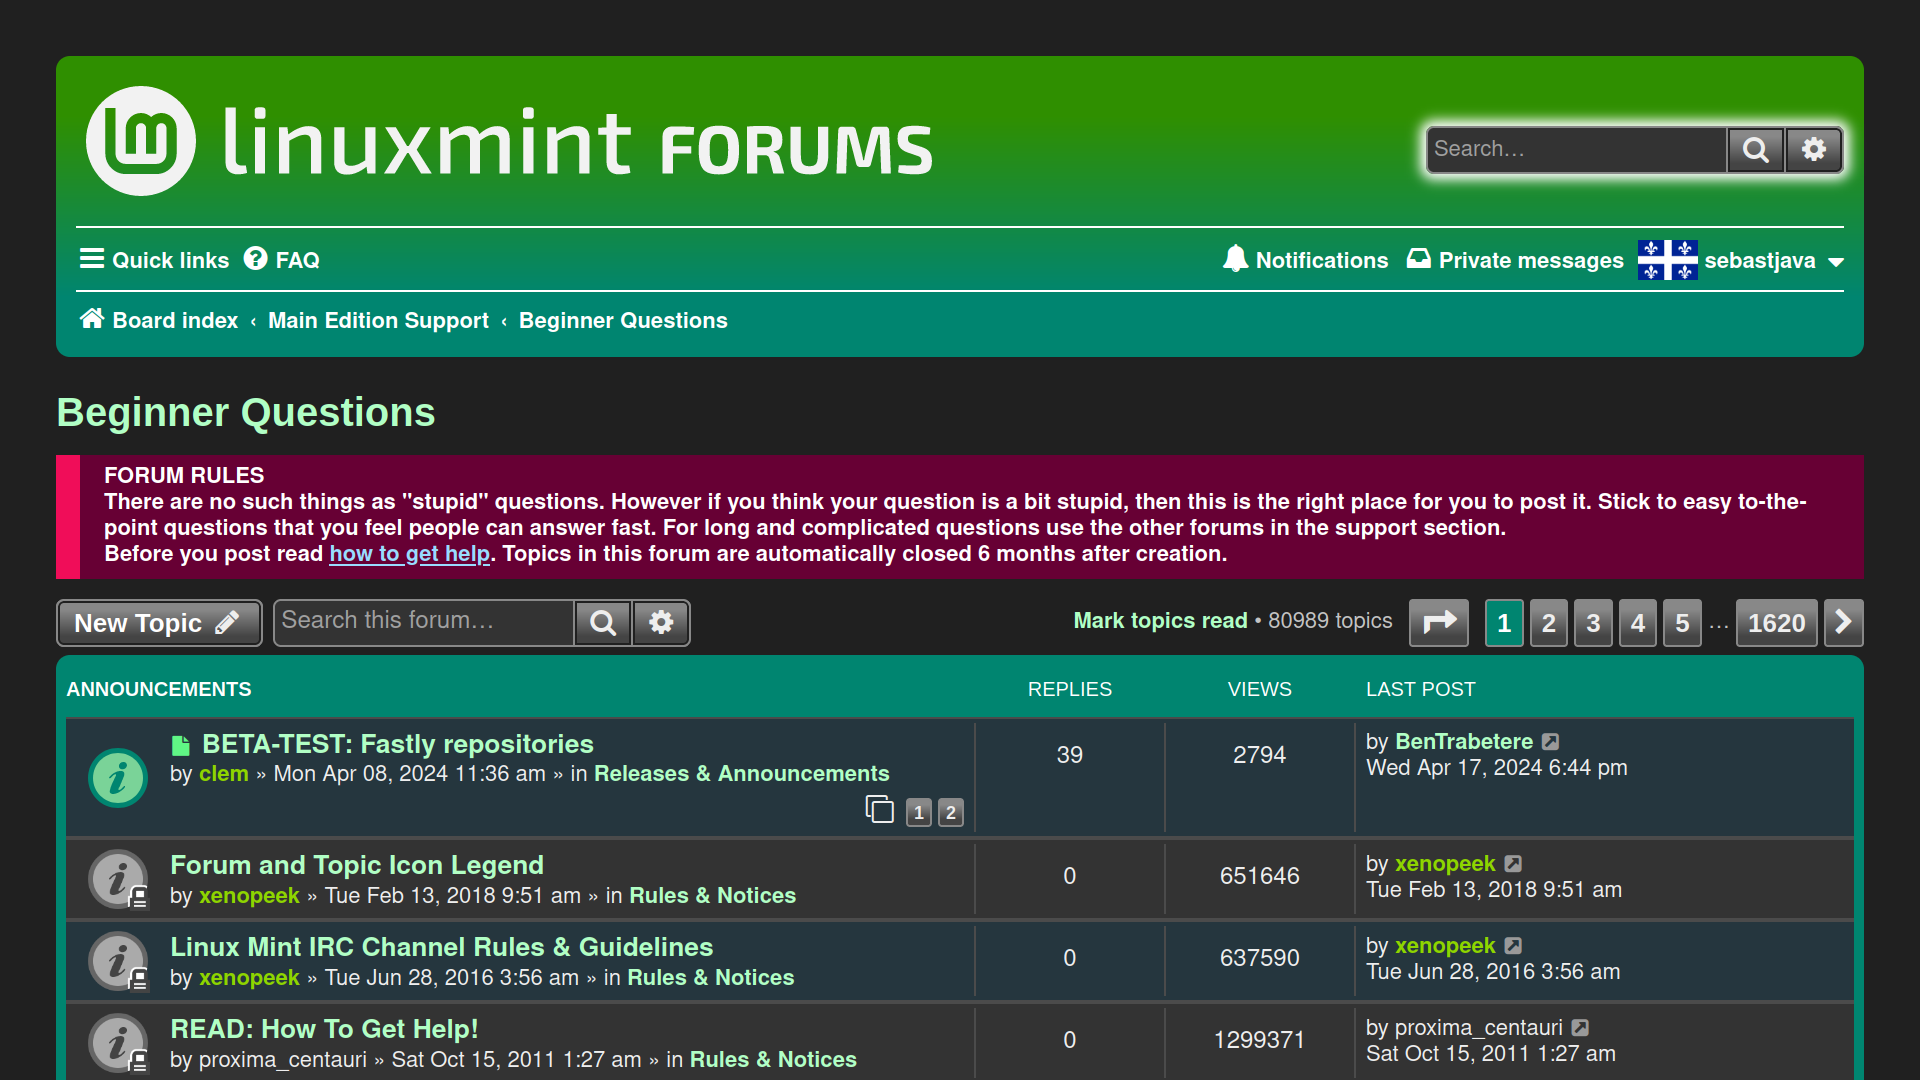 linuxmint FORUMS
Search…
Quick links FAQ
Notifications Private messages sebastjava
Board index ‹ Main Edition Support ‹ Beginner Questions
Beginner Questions
FORUM RULES
There are no such things as "stupid" questions. However if you think your question is a bit stupid, then this is the right place for you to post it. Stick to easy to-the-
point questions that you feel people can answer fast. For long and complicated questions use the other forums in the support section.
Before you post read how to get help. Topics in this forum are automatically closed 6 months after creation.
New Topic Search this forum… Mark topics read • 80989 topics 1 2 3 4 5 … 1620
ANNOUNCEMENTS REPLIES VIEWS LAST POST
BETA-TEST: Fastly repositories 39 2794 by BenTrabetere
by clem » Mon Apr 08, 2024 11:36 am » in Releases & Announcements Wed Apr 17, 2024 6:44 pm
1 2
Forum and Topic Icon Legend 0 651646 by xenopeek
by xenopeek » Tue Feb 13, 2018 9:51 am » in Rules & Notices Tue Feb 13, 2018 9:51 am
Linux Mint IRC Channel Rules & Guidelines 0 637590 by xenopeek
by xenopeek » Tue Jun 28, 2016 3:56 am » in Rules & Notices Tue Jun 28, 2016 3:56 am
READ: How To Get Help! 0 1299371 by proxima_centauri
by proxima_centauri » Sat Oct 15, 2011 1:27 am » in Rules & Notices Sat Oct 15, 2011 1:27 am